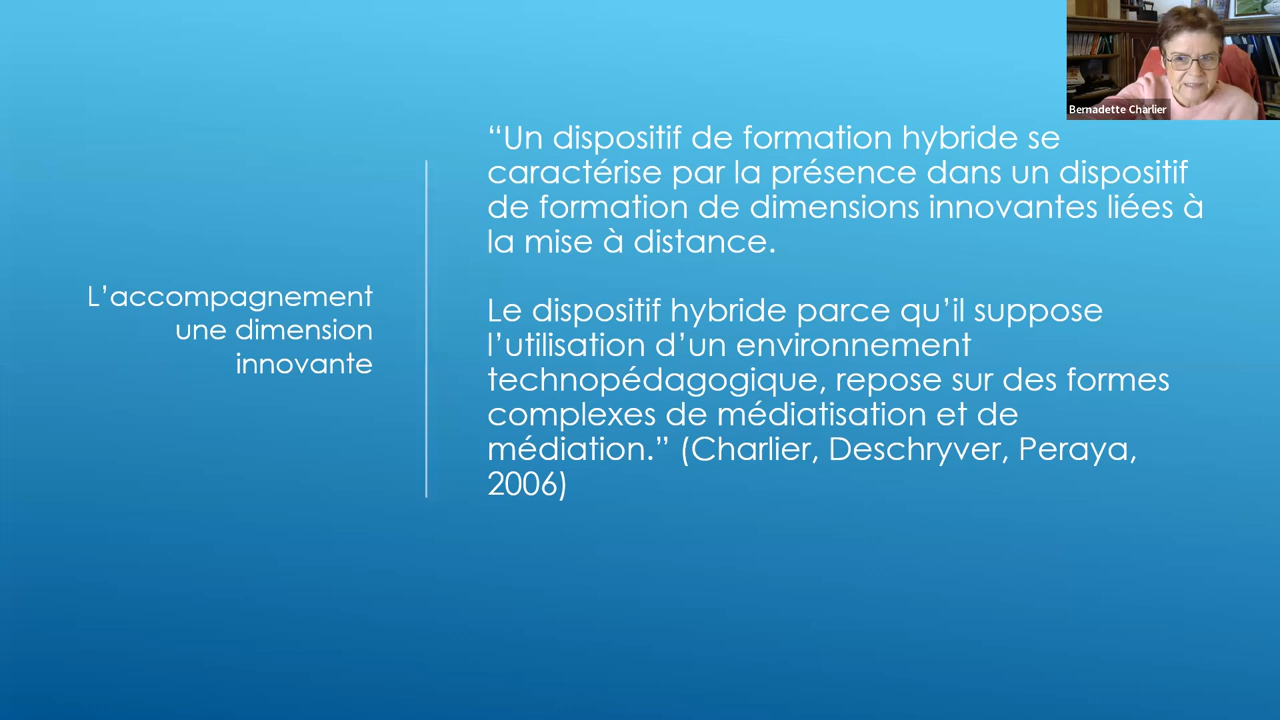 Bernadette Charlier
L’accompagnement
une dimension
innovante
“Un dispositif de formation hybride se
caractérise par la présence dans un dispositif
de formation de dimensions innovantes liées à
la mise à distance.
Le dispositif hybride parce qu’il suppose
l’utilisation d’un environnement
technopédagogique, repose sur des formes
complexes de médiatisation et de
médiation.” (Charlier, Deschryver, Peraya,
2006)